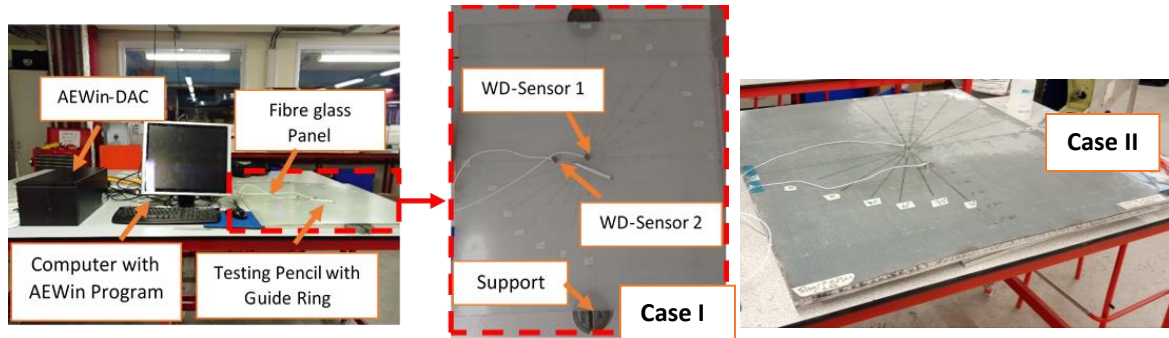 AEWin-DAC
Fibre glass
Panel
Computer with
AEWin Program
Testing Pencil with
Guide Ring
WD-Sensor 1
WD-Sensor 2
Support
Case I
Case II